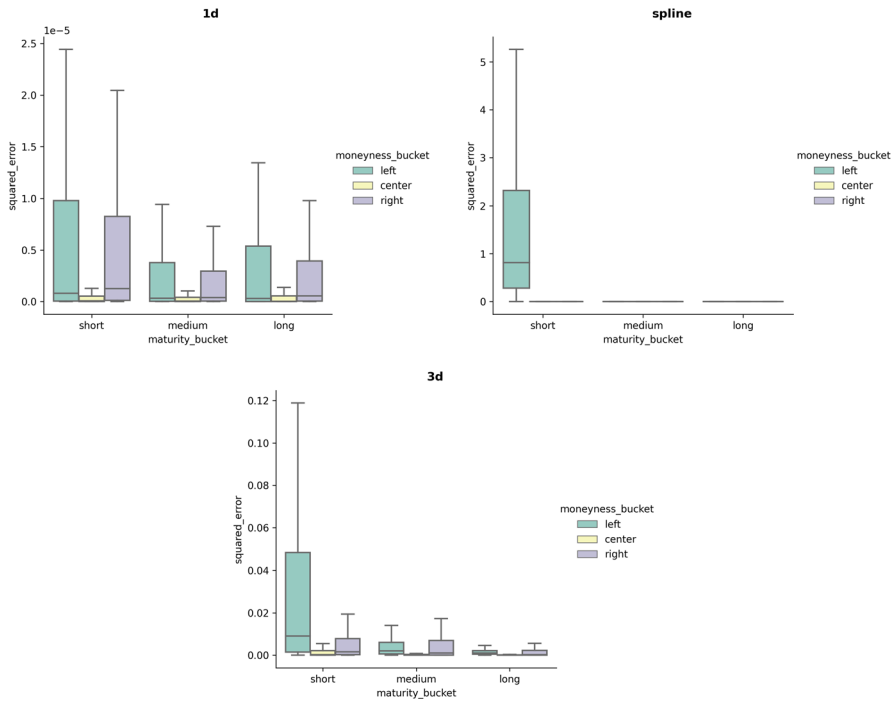 1d
1e−5
2.5
2.0
1.5
1.0
0.5
0.0
squared_error
short medium long
maturity_bucket
moneyness_bucket
left
center
right
spline
5
4
3
2
1
0
squared_error
short medium long
maturity_bucket
moneyness_bucket
left
center
right
3d
0.12
0.10
0.08
0.06
0.04
0.02
0.00
squared_error
short medium long
maturity_bucket
moneyness_bucket
left
center
right